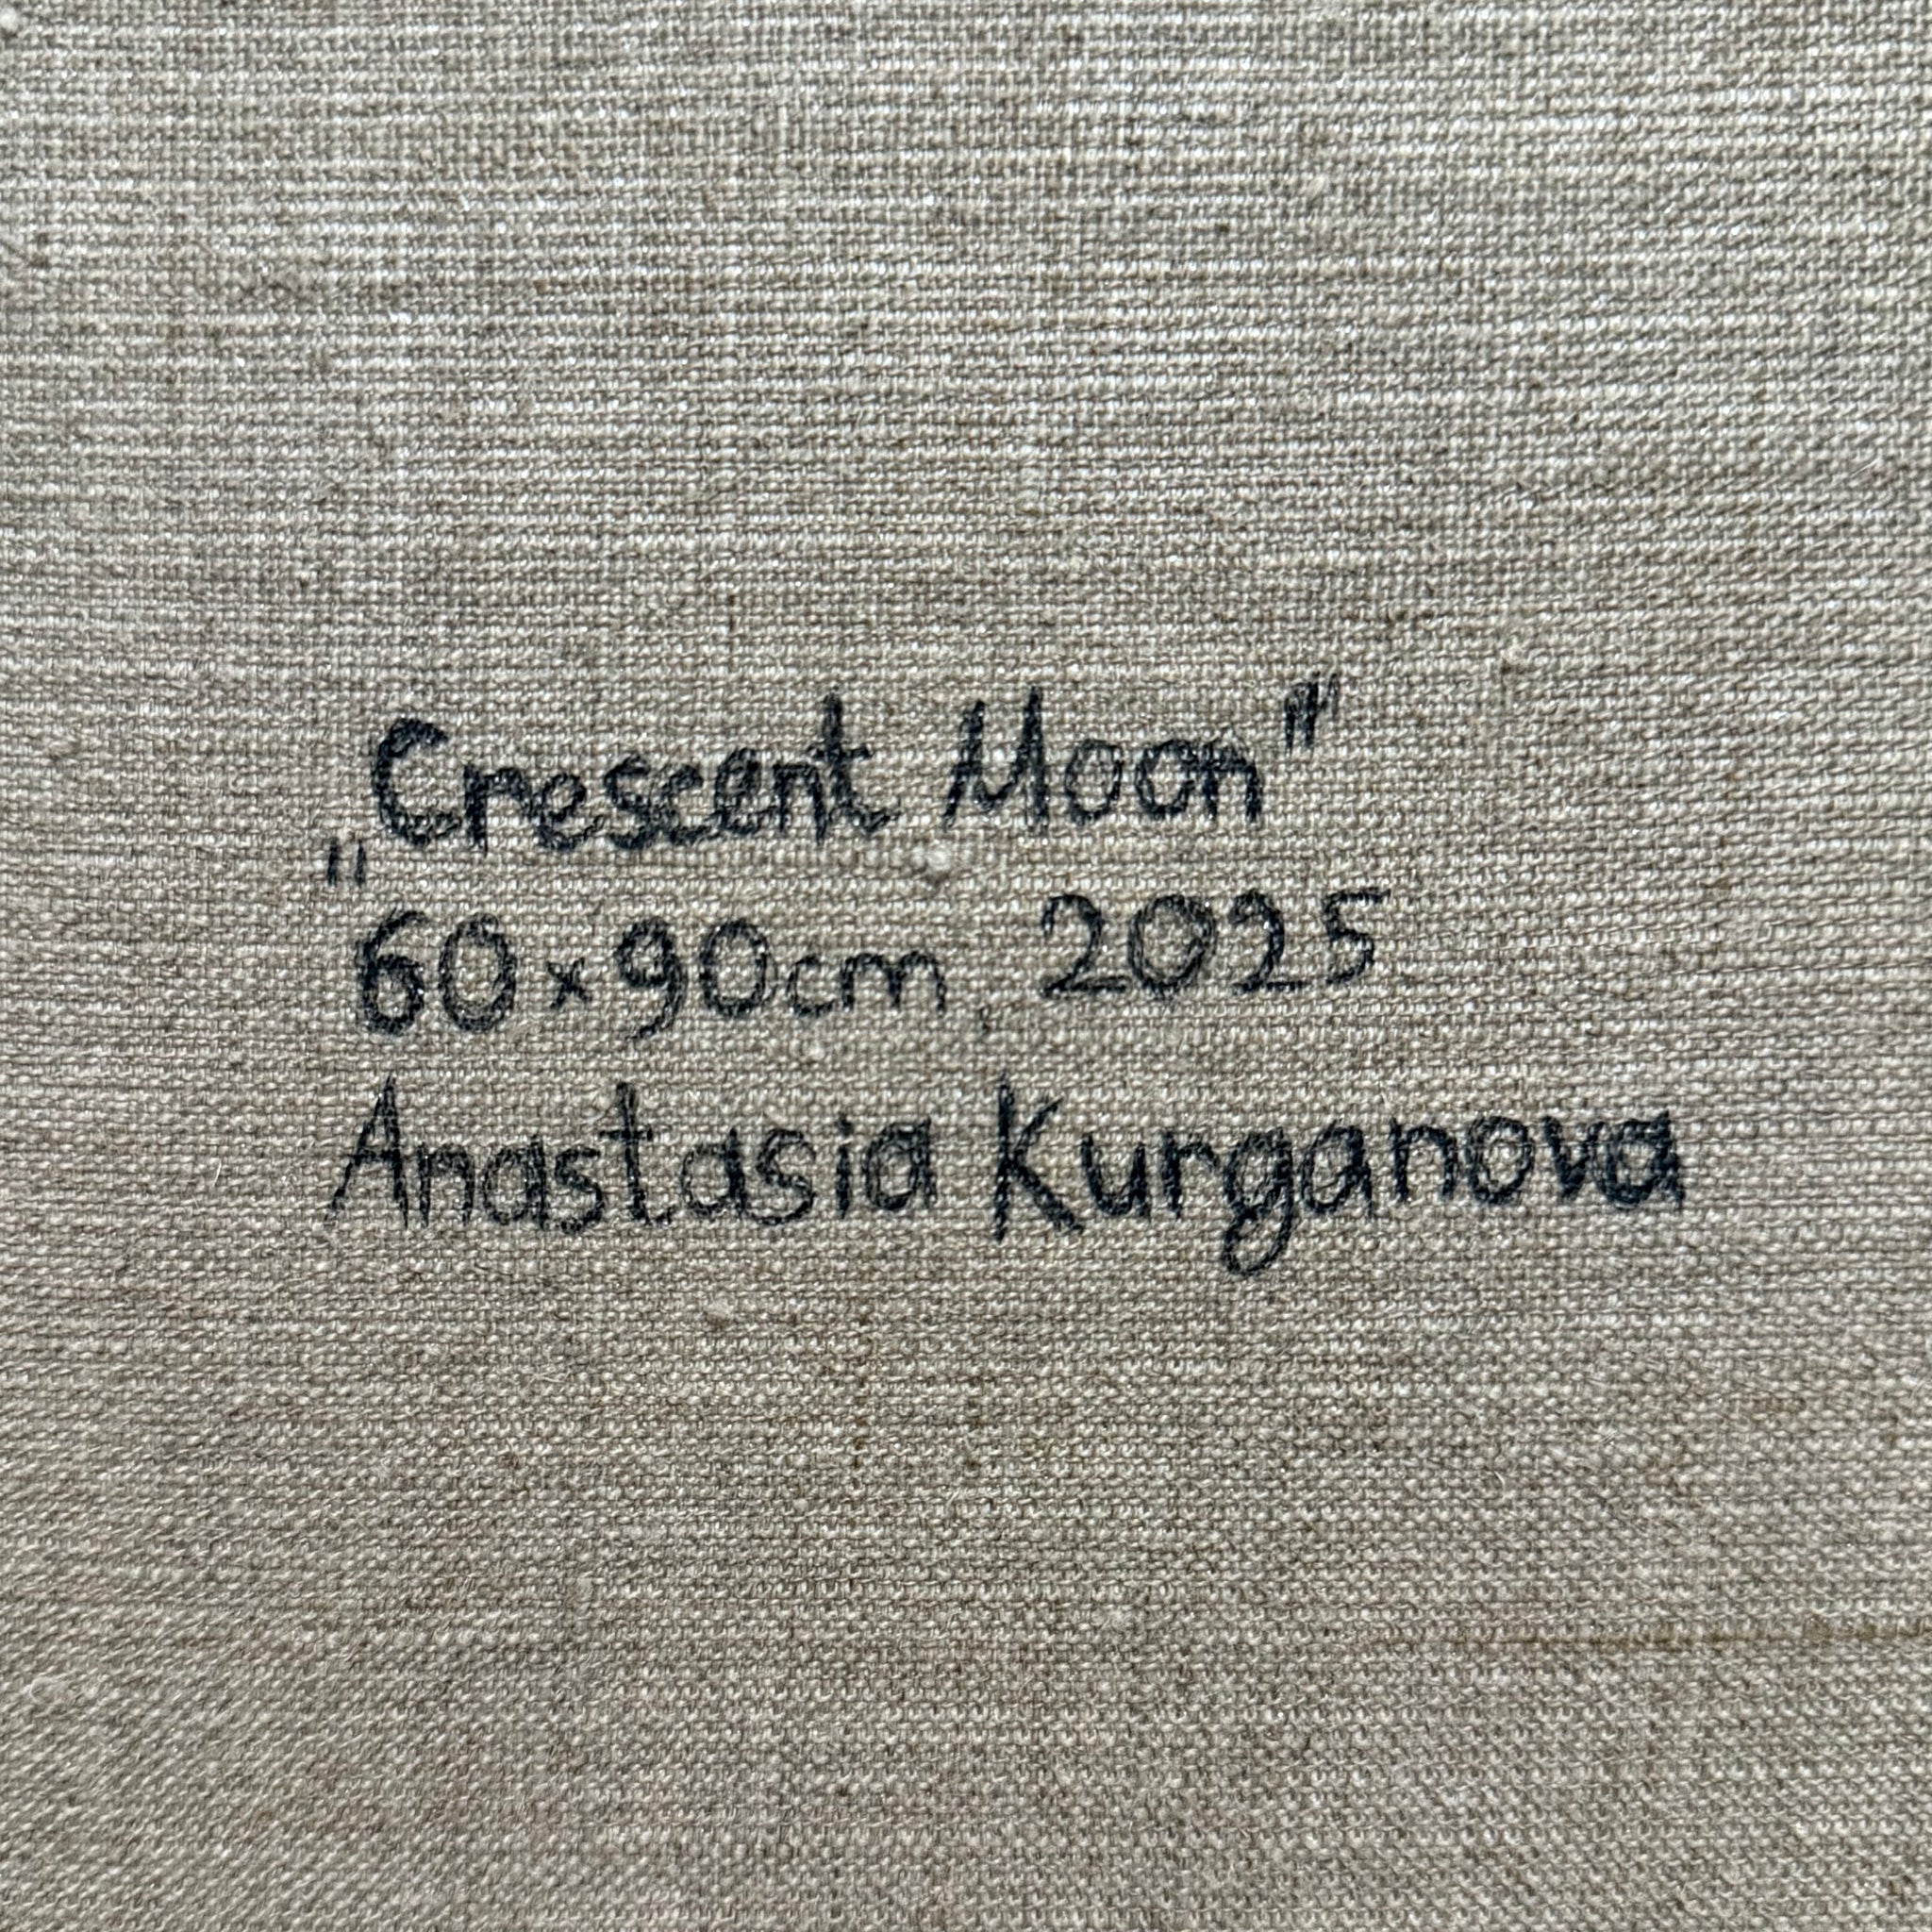 „Crescent Moon"
60×90cm, 2025
Anastasia Kurganova